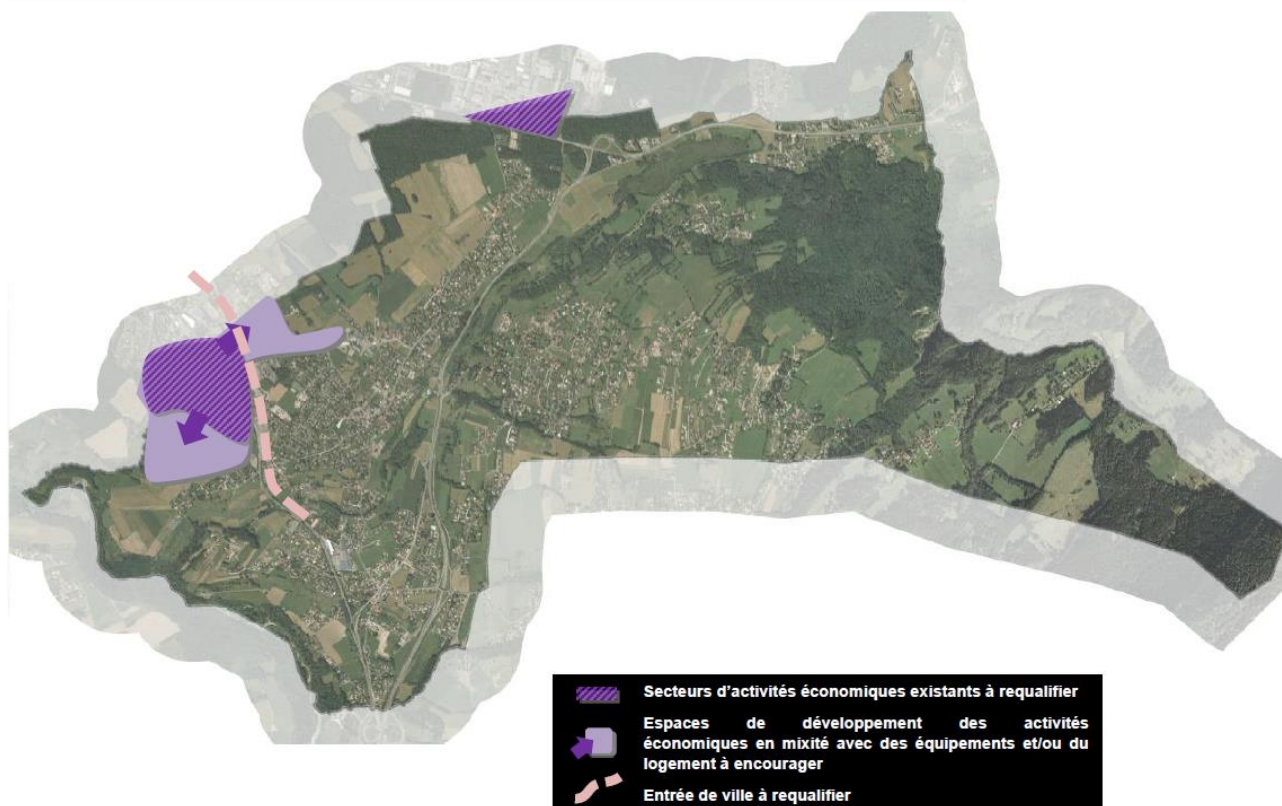 Secteurs d'activités économiques existants à requalifier
Espaces de développement des activités
économiques en mixité avec des équipements et/ou du
logement à encourager
Entrée de ville à requalifier